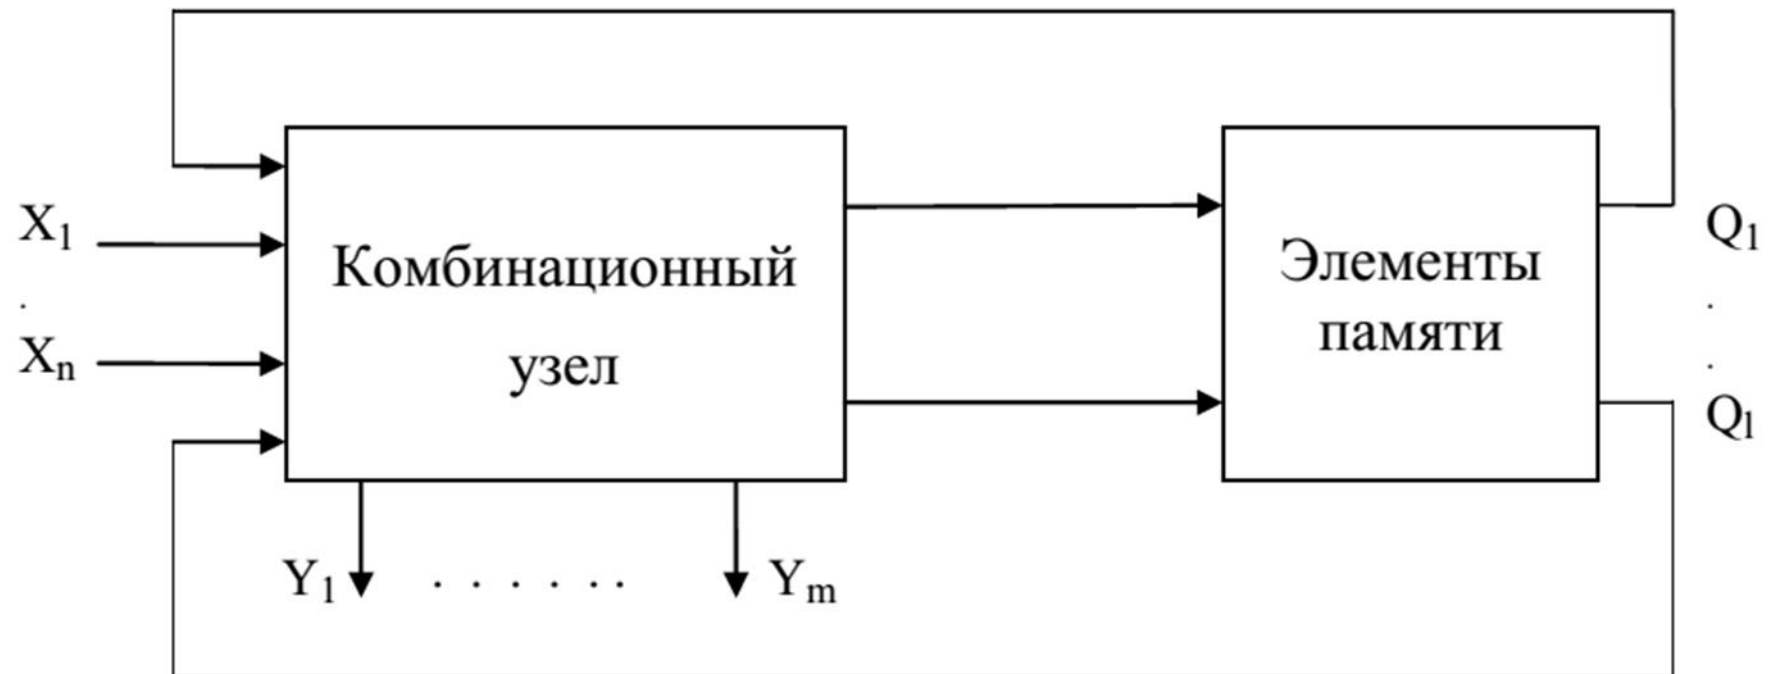 X1
.
Xn
Комбинационный
узел
Элементы
памяти
Q1
.
.
Ql
Y1 . . . . . . Ym